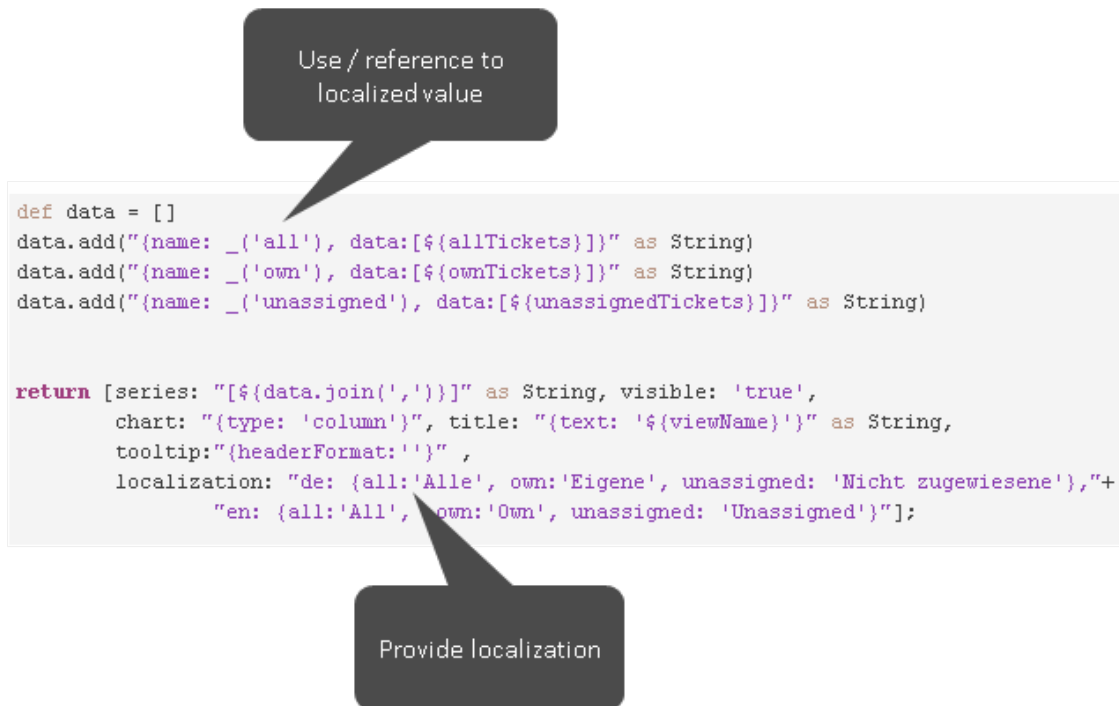 Use / reference to
localized value
def data = []
data.add("{name: _('all'), data:[${allTickets}]}" as String)
data.add("{name: _('own'), data:[${ownTickets}]}" as String)
data.add("{name: _('unassigned'), data:[${unassignedTickets}]}" as String)
return [series: "[${data.join(',')}]" as String, visible: 'true',
chart: "{type: 'column'}", title: "{text: '${viewName}'}" as String,
tooltip:"{headerFormat:''}" ,
localization: "de: {all:'Alle', own:'Eigene', unassigned: 'Nicht zugewiesene'},"+
"en: {all:'All', own:'Own', unassigned: 'Unassigned'}"];
Provide localization